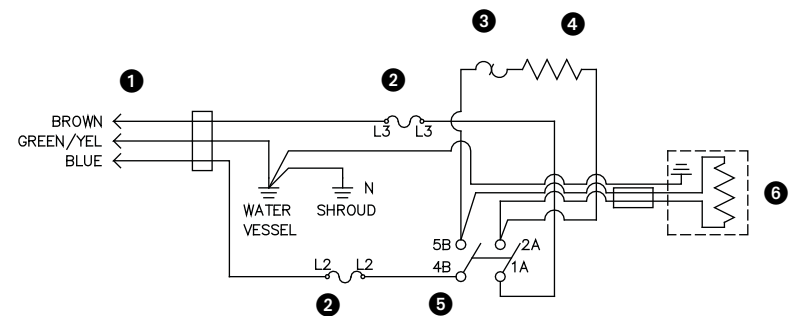 3
4
1
2
BROWN
L3 L3
GREEN/YEL
BLUE
6
N
WATER VESSEL
SHROUD
5B
2A
L2 L2
4B
1A
2
5